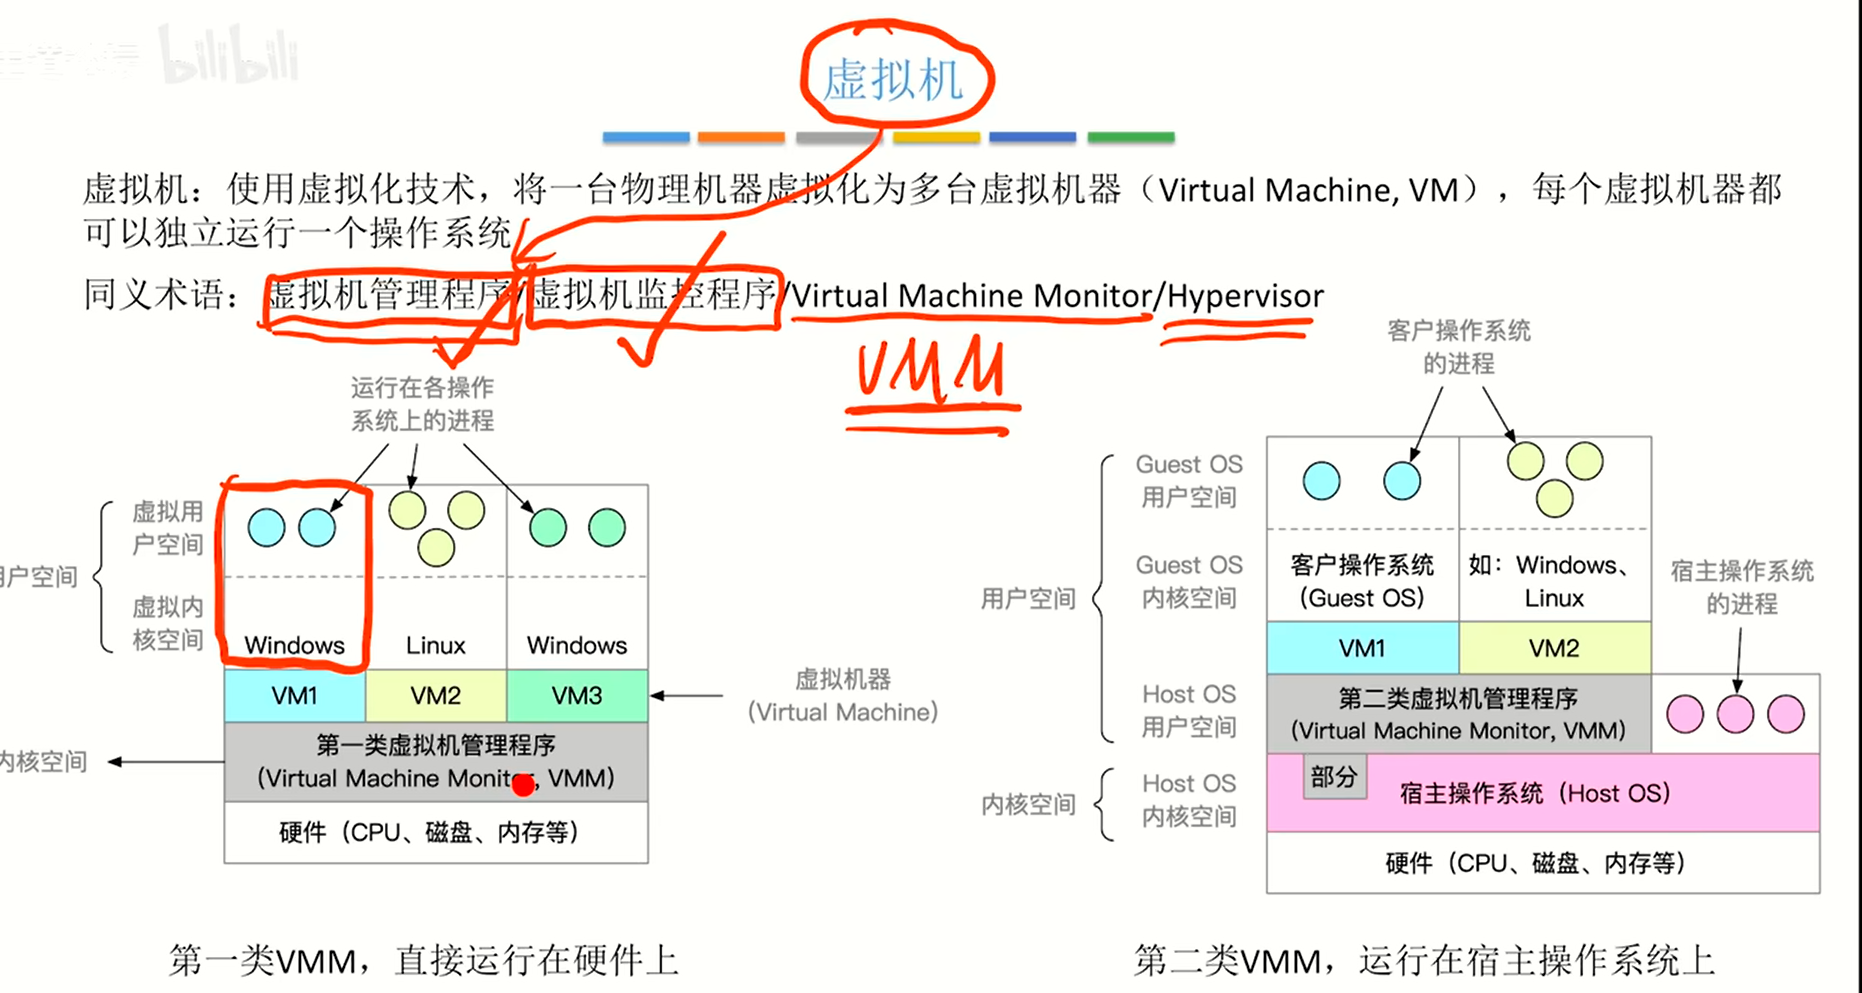 bilibili
虚拟机
虚拟机：使用虚拟化技术，将一台物理机器虚拟化为多台虚拟机器（Virtual Machine, VM），每个虚拟机器都
可以独立运行一个操作系统
同义术语：虚拟机管理程序/虚拟机监控程序/Virtual Machine Monitor/Hypervisor
VMM
运行在各操作
系统上的进程
用户空间
虚拟用
户空间
虚拟内
核空间
Windows
Linux
Windows
VM1
VM2
VM3
虚拟机器
（Virtual Machine）
内核空间
第一类虚拟机管理程序
（Virtual Machine Monitor, VMM）
硬件（CPU、磁盘、内存等）
第一类VMM，直接运行在硬件上
客户操作系统
的进程
用户空间
Guest OS
用户空间
Guest OS
内核空间
客户操作系统
（Guest OS）
如：Windows、
Linux
宿主操作系统
的进程
VM1
VM2
Host OS
用户空间
第二类虚拟机管理程序
（Virtual Machine Monitor, VMM）
内核空间
Host OS
内核空间
部分
宿主操作系统（Host OS）
硬件（CPU、磁盘、内存等）
第二类VMM，运行在宿主操作系统上